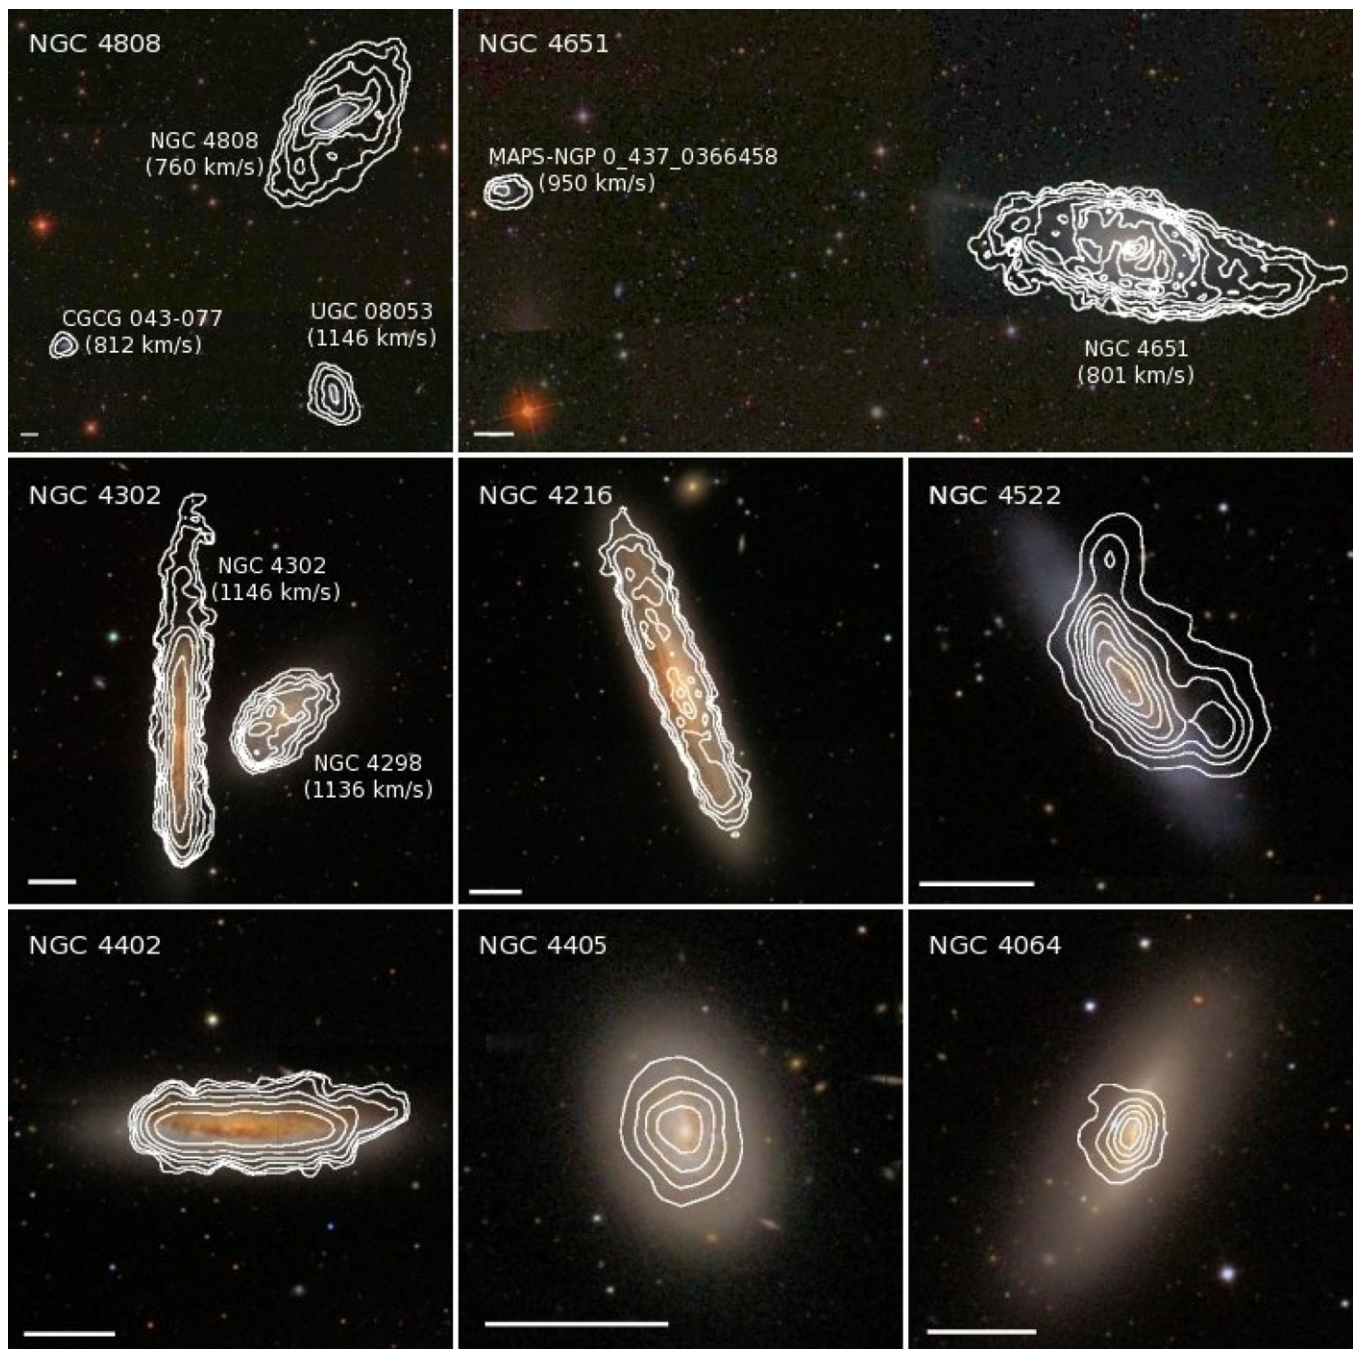 NGC 4808
NGC 4808
(760 km/s)
CGCG 043-077
(812 km/s)
UGC 08053
(1146 km/s)
NGC 4651
MAPS-NGP 0_437_0366458
(950 km/s)
NGC 4651
(801 km/s)
NGC 4302
NGC 4302
(1146 km/s)
NGC 4298
(1136 km/s)
NGC 4216
NGC 4522
NGC 4402
NGC 4405
NGC 4064